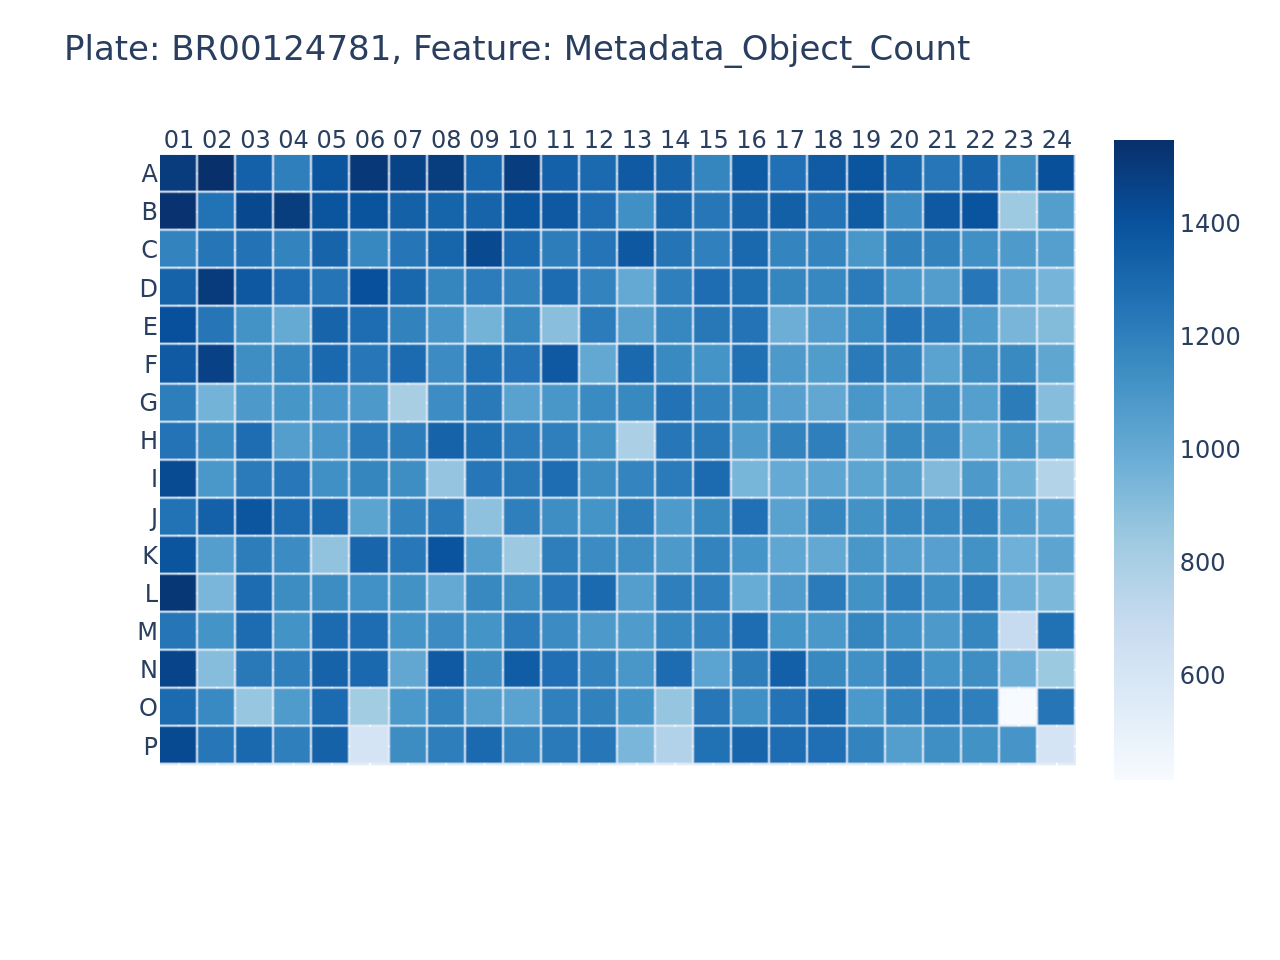 Plate: BR00124781, Feature: Metadata_Object_Count
01 02 03 04 05 06 07 08 09 10 11 12 13 14 15 16 17 18 19 20 21 22 23 24
A
B
C
D
E
F
G
H
I
J
K
L
M
N
O
P
1400
1200
1000
800
600